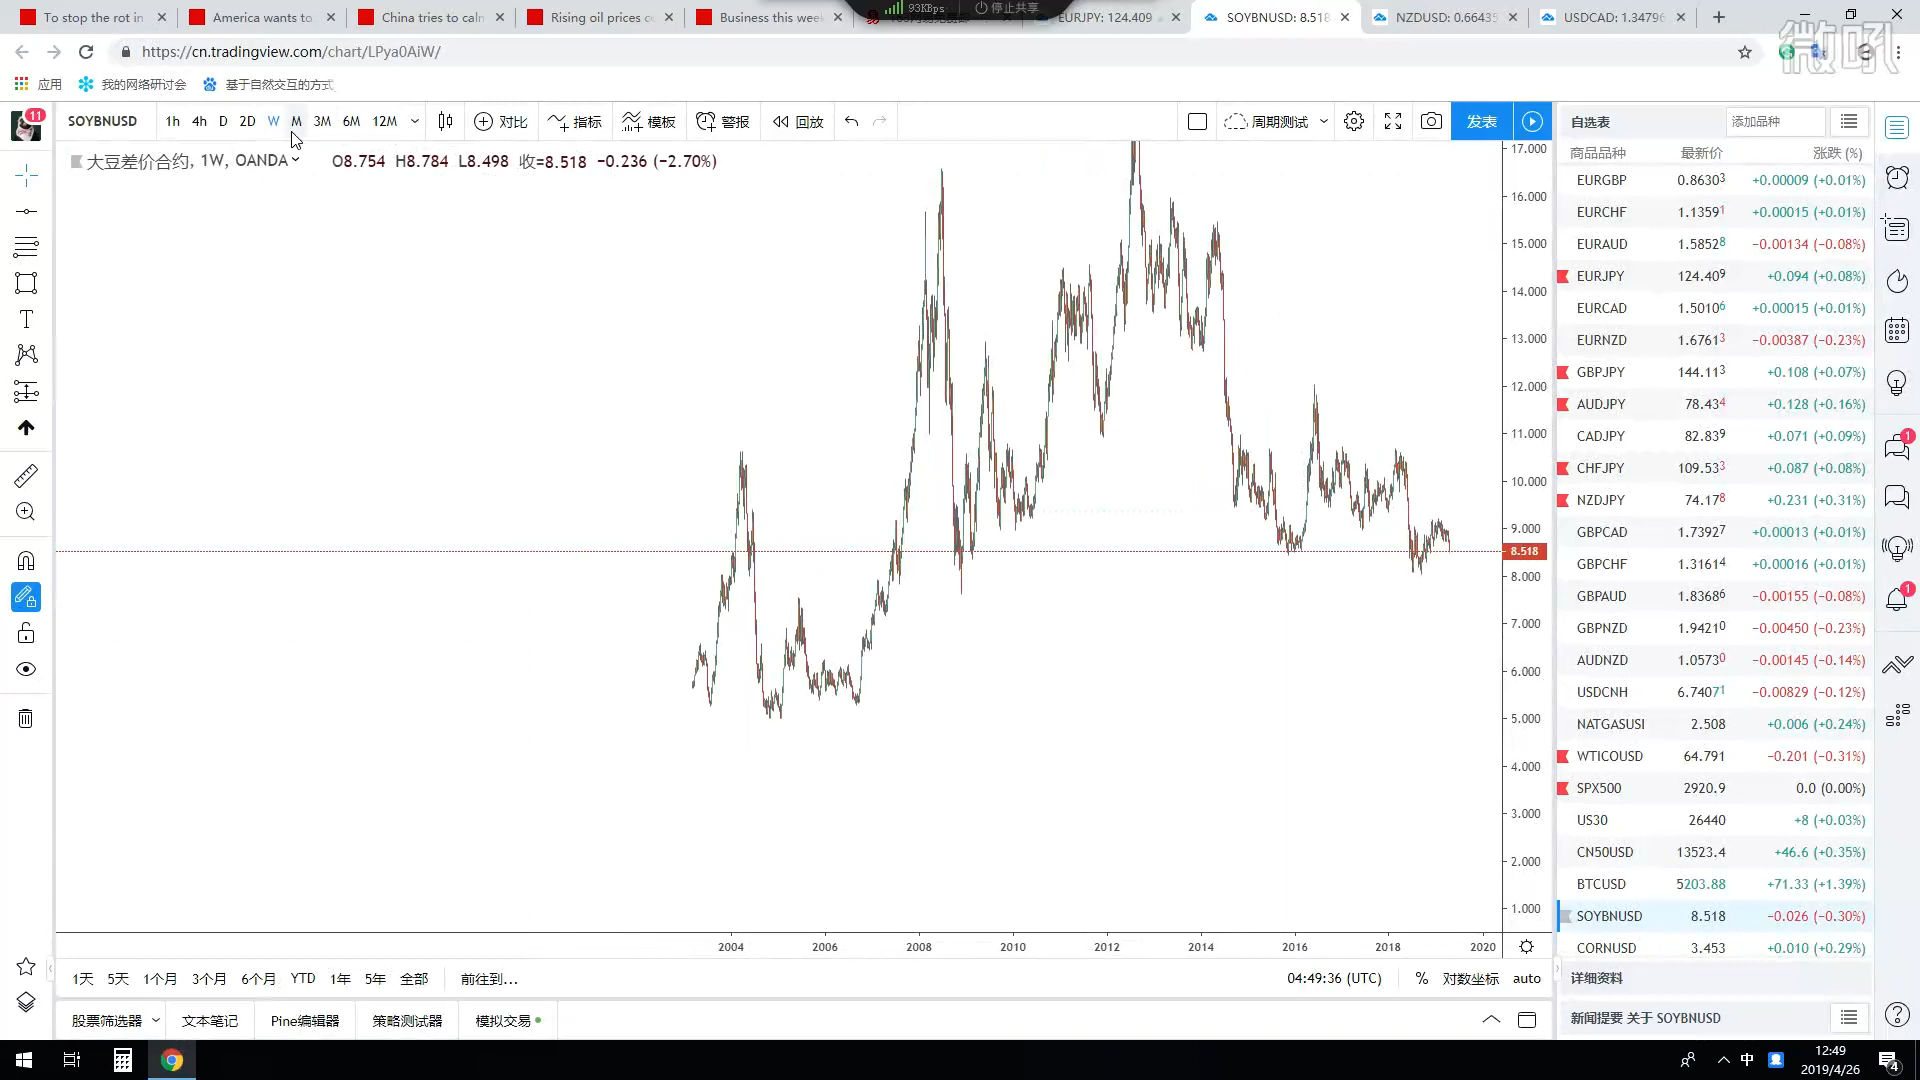 To stop the rot in
America wants to
China tries to caln
Rising oil prices c
Business this week
93KBps
停止共享
EURJPY: 124.409
SOYBNUSD: 8.518
NZDUSD: 0.66435
USDCAD: 1.34796
https://cn.tradingview.com/chart/LPya0AiW/
微吼
应用
我的网络研讨会
基于自然交互的方式
11
SOYBNUSD 1h 4h D 2D W M 3M 6M 12M 对比 指标 模板 警报 回放 周期测试 发表
大豆差价合约, 1W, OANDA O8.754 H8.784 L8.498 收=8.518 −0.236 (−2.70%)
17.000
16.000
15.000
14.000
13.000
12.000
11.000
10.000
9.000
8.518
8.000
7.000
6.000
5.000
4.000
3.000
2.000
1.000
2004 2006 2008 2010 2012 2014 2016 2018 2020
1天 5天 1个月 3个月 6个月 YTD 1年 5年 全部 前往到...
04:49:36 (UTC) % 对数坐标 auto
股票筛选器 文本笔记 Pine编辑器 策略测试器 模拟交易
自选表 添加品种
商品品种 最新价 涨跌 (%)
EURGBP 0.86303 +0.00009 (+0.01%)
EURCHF 1.13591 +0.00015 (+0.01%)
EURAUD 1.58528 −0.00134 (−0.08%)
EURJPY 124.409 +0.094 (+0.08%)
EURCAD 1.50106 +0.00015 (+0.01%)
EURNZD 1.67613 −0.00387 (−0.23%)
GBPJPY 144.113 +0.108 (+0.07%)
AUDJPY 78.434 +0.128 (+0.16%)
CADJPY 82.839 +0.071 (+0.09%)
CHFJPY 109.533 +0.087 (+0.08%)
NZDJPY 74.178 +0.231 (+0.31%)
GBPCAD 1.73927 +0.00013 (+0.01%)
GBPCHF 1.31614 +0.00016 (+0.01%)
GBPAUD 1.83686 −0.00155 (−0.08%)
GBPNZD 1.94210 −0.00450 (−0.23%)
AUDNZD 1.05730 −0.00145 (−0.14%)
USDCNH 6.74071 −0.00829 (−0.12%)
NATGASUSI 2.508 +0.006 (+0.24%)
WTICOUSD 64.791 −0.201 (−0.31%)
SPX500 2920.9 0.0 (0.00%)
US30 26440 +8 (+0.03%)
CN50USD 13523.4 +46.6 (+0.35%)
BTCUSD 5203.88 +71.33 (+1.39%)
SOYBNUSD 8.518 −0.026 (−0.30%)
CORNUSD 3.453 +0.010 (+0.29%)
详细资料
新闻提要 关于 SOYBNUSD
1
1
中
12:49
2019/4/26
4